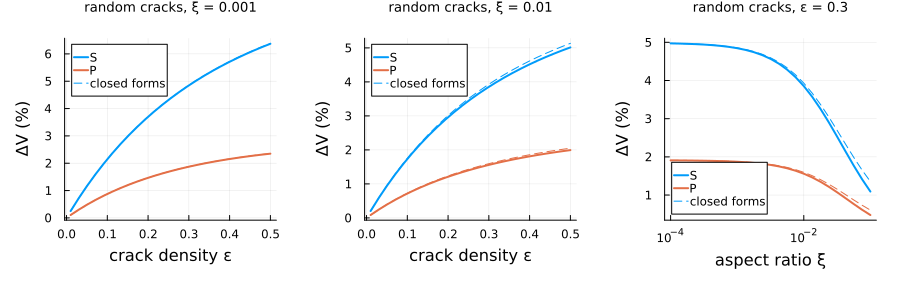 random cracks, ξ = 0.001
ΔV (%)
6
5
4
3
2
1
0
S
P
closed forms
0.0 0.1 0.2 0.3 0.4 0.5
crack density ε
random cracks, ξ = 0.01
ΔV (%)
5
4
3
2
1
0
S
P
closed forms
0.0 0.1 0.2 0.3 0.4 0.5
crack density ε
random cracks, ε = 0.3
ΔV (%)
5
4
3
2
1
S
P
closed forms
10⁻⁴ 10⁻²
aspect ratio ξ